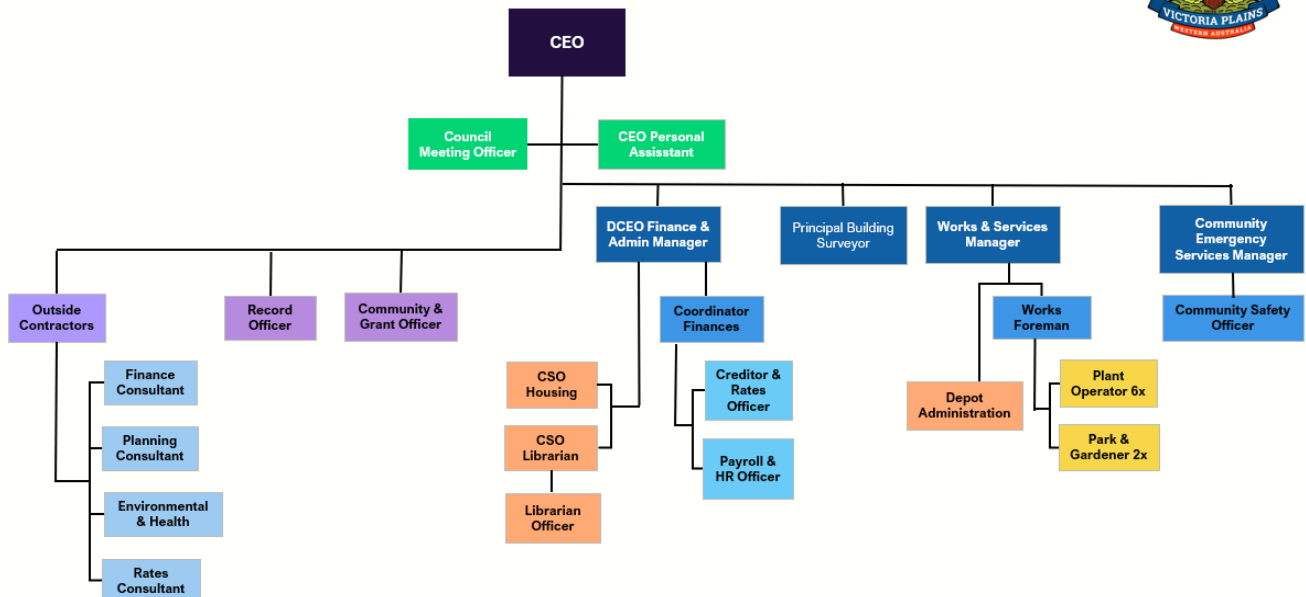 VICTORIA PLAINS
WESTERN AUSTRALIA
CEO
Council
Meeting Officer
CEO Personal
Assisstant
DCEO Finance &
Admin Manager
Principal Building
Surveyor
Works & Services
Manager
Community
Emergency
Services Manager
Outside
Contractors
Record
Officer
Community &
Grant Officer
Coordinator
Finances
Works
Foreman
Community Safety
Officer
Finance
Consultant
Planning
Consultant
Environmental
& Health
Rates
Consultant
CSO
Housing
CSO
Librarian
Librarian
Officer
Creditor &
Rates
Officer
Payroll &
HR Officer
Depot
Administration
Plant
Operator 6x
Park &
Gardener 2x